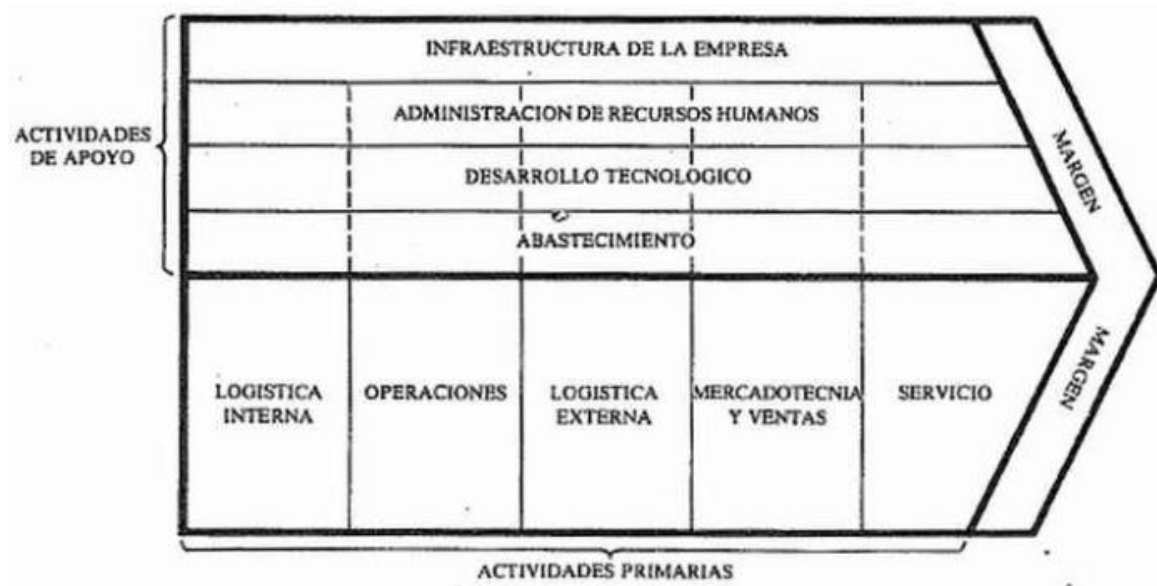 INFRAESTRUCTURA DE LA EMPRESA
ADMINISTRACION DE RECURSOS HUMANOS
ACTIVIDADES
DE APOYO
DESARROLLO TECNOLOGICO
ABASTECIMIENTO
MARGEN
LOGISTICA
INTERNA
OPERACIONES
LOGISTICA
EXTERNA
MERCADOTECNIA
Y VENTAS
SERVICIO
MARGEN
ACTIVIDADES PRIMARIAS